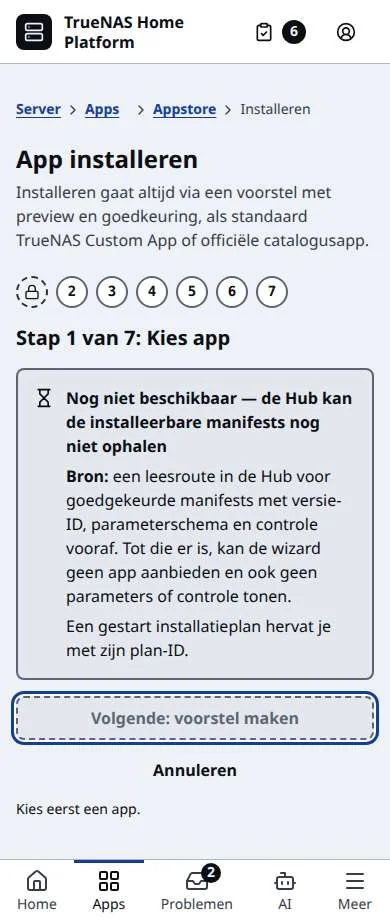 TrueNAS Home
Platform
6
Server > Apps > Appstore > Installeren
App installeren
Installeren gaat altijd via een voorstel met
preview en goedkeuring, als standaard
TrueNAS Custom App of officiële catalogusapp.
2 3 4 5 6 7
Stap 1 van 7: Kies app
Nog niet beschikbaar — de Hub kan
de installeerbare manifests nog
niet ophalen
Bron: een leesroute in de Hub voor
goedgekeurde manifests met versie-
ID, parameterschema en controle
vooraf. Tot die er is, kan de wizard
geen app aanbieden en ook geen
parameters of controle tonen.
Een gestart installatieplan hervat je
met zijn plan-ID.
Volgende: voorstel maken
Annuleren
Kies eerst een app.
2
Home Apps Problemen AI Meer